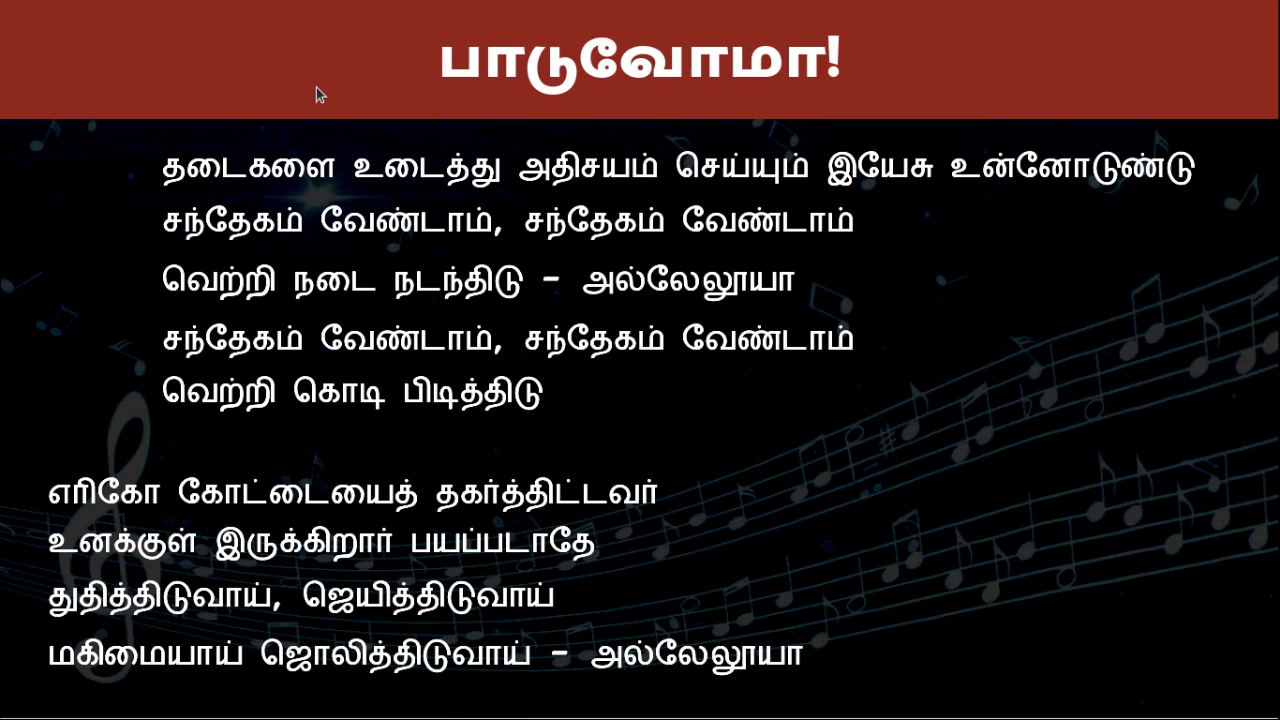 பாடுவோமா!
தடைகளை உடைத்து அதிசயம் செய்யும் இயேசு உன்னோடுண்டு
சந்தேகம் வேண்டாம், சந்தேகம் வேண்டாம்
வெற்றி நடை நடந்திடு - அல்லேலூயா
சந்தேகம் வேண்டாம், சந்தேகம் வேண்டாம்
வெற்றி கொடி பிடித்திடு
எரிகோ கோட்டையைத் தகர்த்திட்டவர்
உனக்குள் இருக்கிறார் பயப்படாதே
துதித்திடுவாய், ஜெயித்திடுவாய்
மகிமையாய் ஜொலித்திடுவாய் - அல்லேலூயா